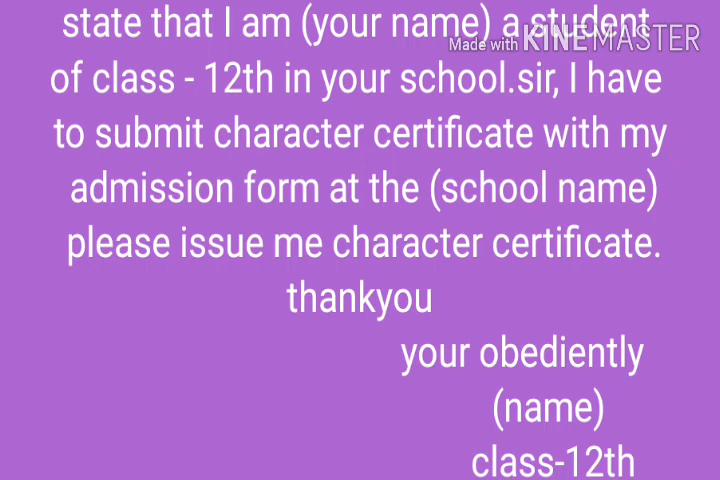 state that I am (your name) a student
Made with KINEMASTER
of class - 12th in your school.sir, I have
to submit character certificate with my
admission form at the (school name)
please issue me character certificate.
thankyou
your obediently
(name)
class-12th